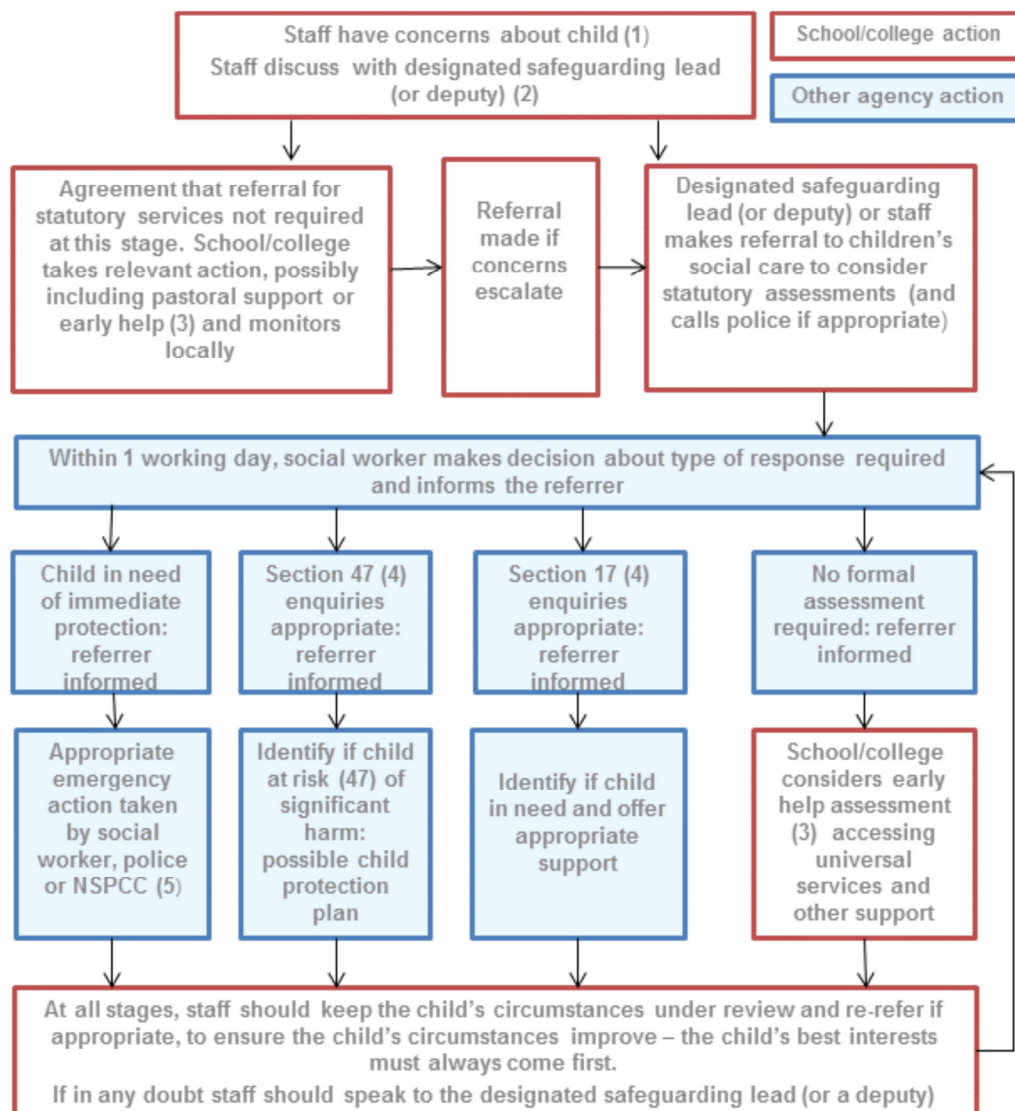 Staff have concerns about child (1)
Staff discuss with designated safeguarding lead
(or deputy) (2)
School/college action
Other agency action
Agreement that referral for
statutory services not required
at this stage. School/college
takes relevant action, possibly
including pastoral support or
early help (3) and monitors
locally
Referral
made if
concerns
escalate
Designated safeguarding
lead (or deputy) or staff
makes referral to children’s
social care to consider
statutory assessments (and
calls police if appropriate)
Within 1 working day, social worker makes decision about type of response required
and informs the referrer
Child in need
of immediate
protection:
referrer
informed
Section 47 (4)
enquiries
appropriate:
referrer
informed
Section 17 (4)
enquiries
appropriate:
referrer
informed
No formal
assessment
required: referrer
informed
Appropriate
emergency
action taken
by social
worker, police
or NSPCC (5)
Identify if child
at risk (47) of
significant
harm:
possible child
protection
plan
Identify if child
in need and offer
appropriate
support
School/college
considers early
help assessment
(3) accessing
universal
services and
other support
At all stages, staff should keep the child’s circumstances under review and re-refer if
appropriate, to ensure the child’s circumstances improve – the child’s best interests
must always come first.
If in any doubt staff should speak to the designated safeguarding lead (or a deputy)